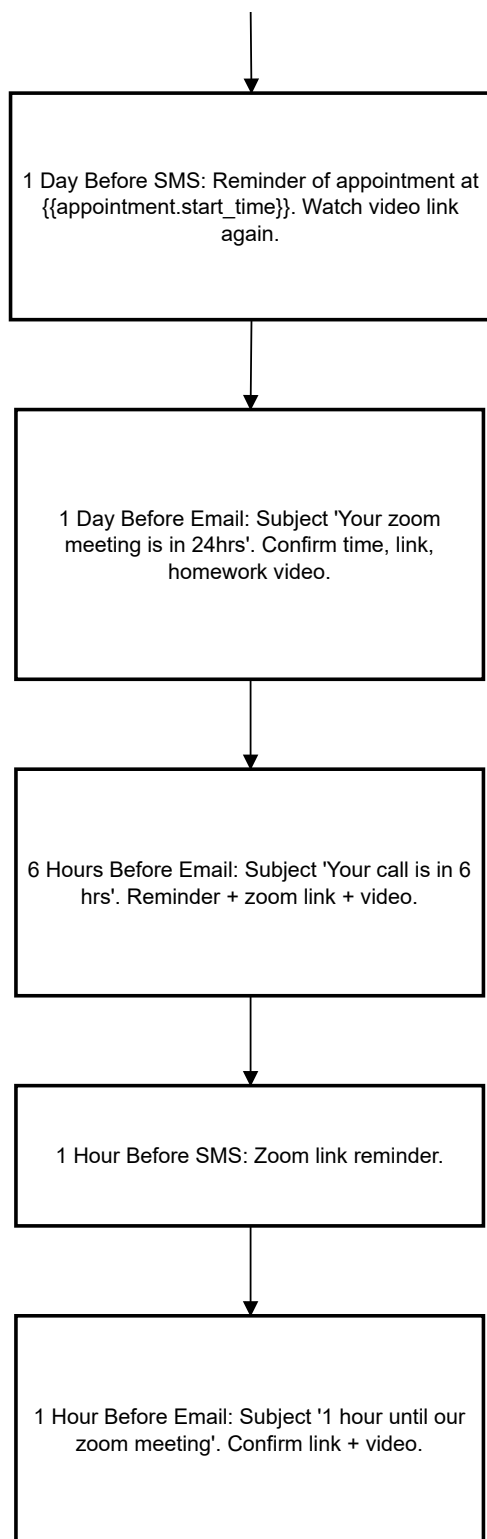 1 Day Before SMS: Reminder of appointment at
{{appointment.start_time}}. Watch video link
again.
1 Day Before Email: Subject 'Your zoom
meeting is in 24hrs'. Confirm time, link,
homework video.
6 Hours Before Email: Subject 'Your call is in 6
hrs'. Reminder + zoom link + video.
1 Hour Before SMS: Zoom link reminder.
1 Hour Before Email: Subject '1 hour until our
zoom meeting'. Confirm link + video.